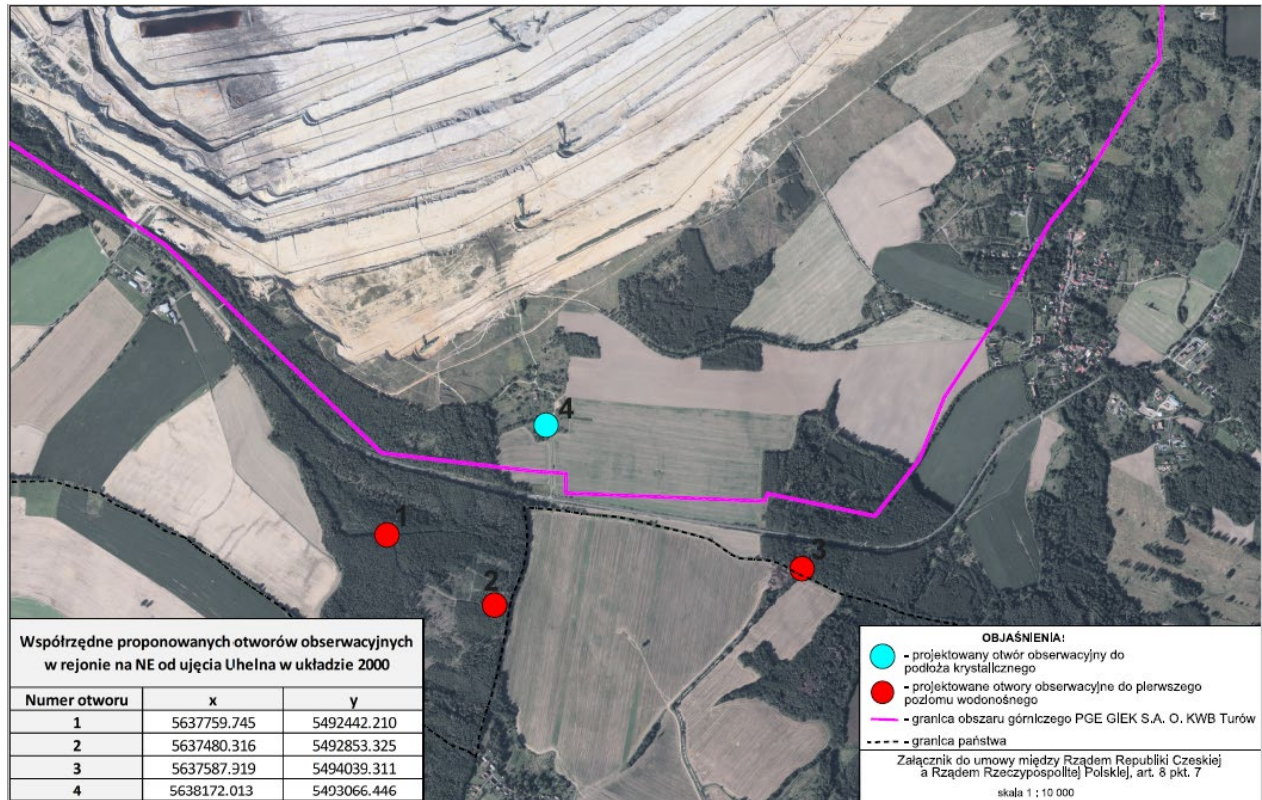 4
1
2
3
Współrzędne proponowanych otworów obserwacyjnych
w rejonie na NE od ujęcia Uhelna w układzie 2000
Numer otworu x y
1 5637759.745 5492442.210
2 5637480.316 5492853.325
3 5637587.919 5494039.311
4 5638172.013 5493066.446
OBJAŚNIENIA:
- projektowany otwór obserwacyjny do
podłoża krystalicznego
- projektowane otwory obserwacyjne do pierwszego
poziomu wodonośnego
- granica obszaru górniczego PGE GiEK S.A. O. KWB Turów
- granica państwa
Załącznik do umowy między Rządem Republiki Czeskiej
a Rządem Rzeczypospolitej Polskiej, art. 8 pkt. 7
skala 1 : 10 000